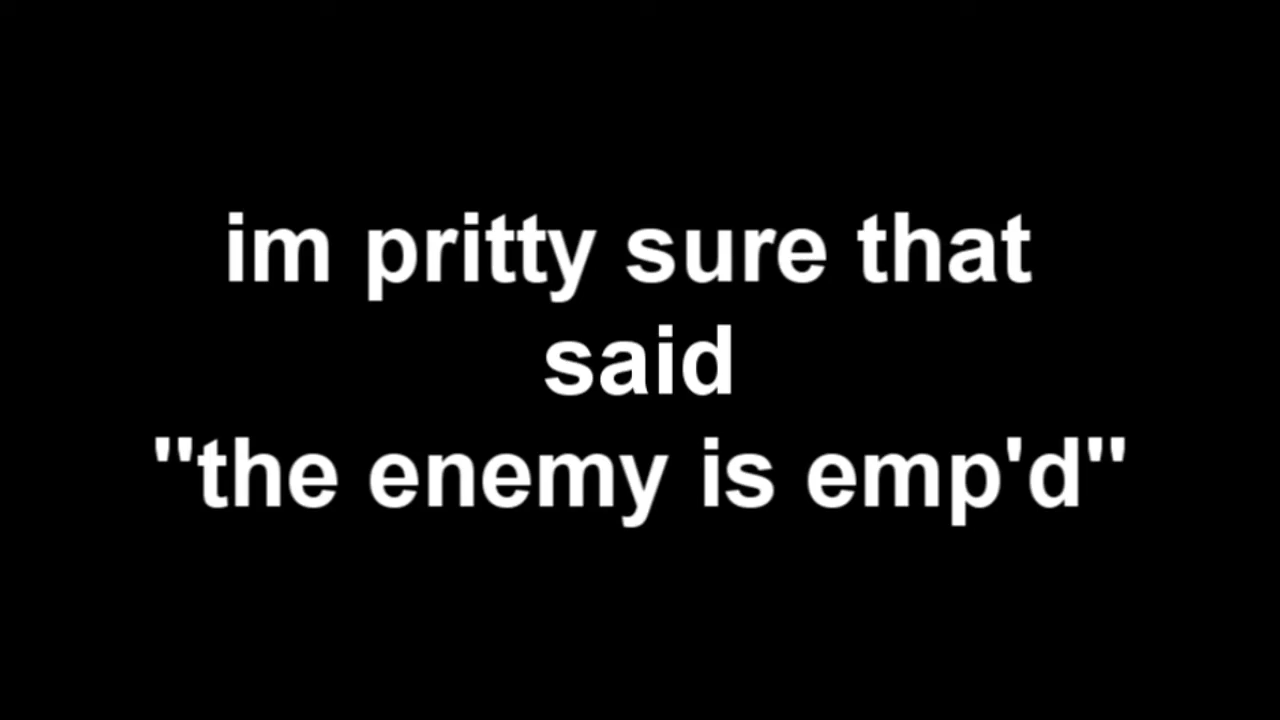 im pritty sure that
said
"the enemy is emp'd"